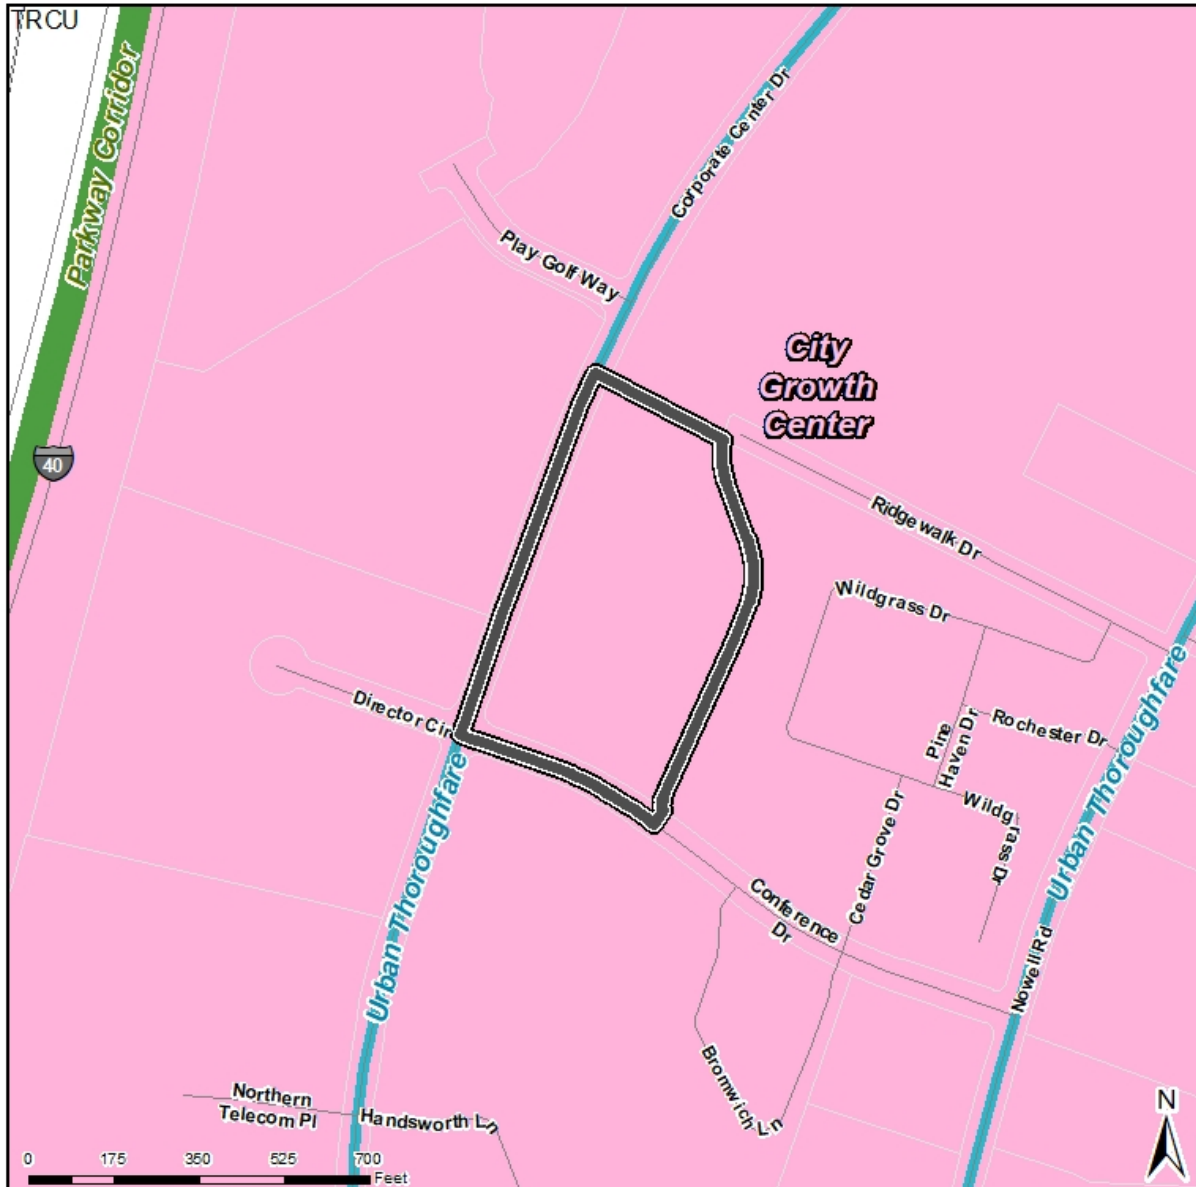 TRCU
Parkway Corridor
Corporate Center Dr
Play Golf Way
City
Growth
Center
40
Ridgewalk Dr
Wildgrass Dr
Urban Thoroughfare
Director Cir
Pine
Haven Dr
Rochester Dr
Wildgrass Dr
Urban Thoroughfare
Cedar Grove Dr
Conference
Dr
Nowell Rd
Bromwich Ln
Northern
Telecom Pl
Handsworth Ln
N
0 175 350 525 700
Feet